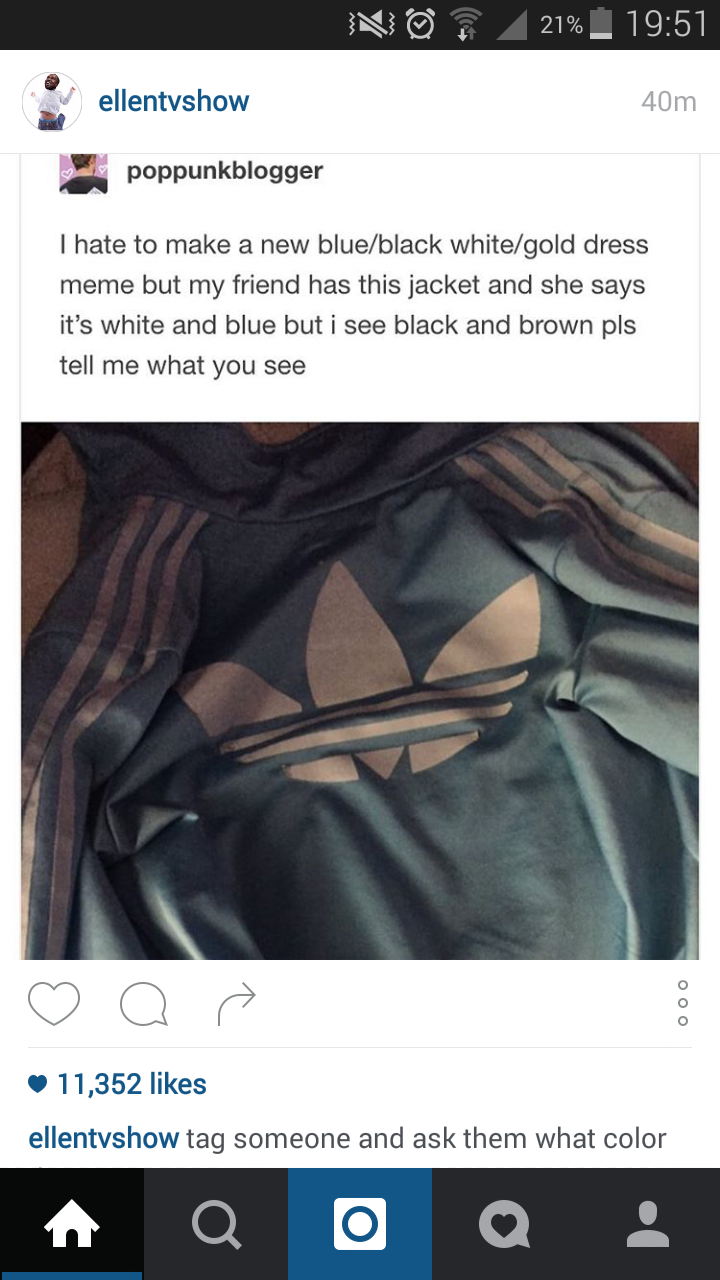 21% 19:51
ellentvshow 40m
poppunkblogger
I hate to make a new blue/black white/gold dress
meme but my friend has this jacket and she says
it's white and blue but i see black and brown pls
tell me what you see
11,352 likes
ellentvshow tag someone and ask them what color